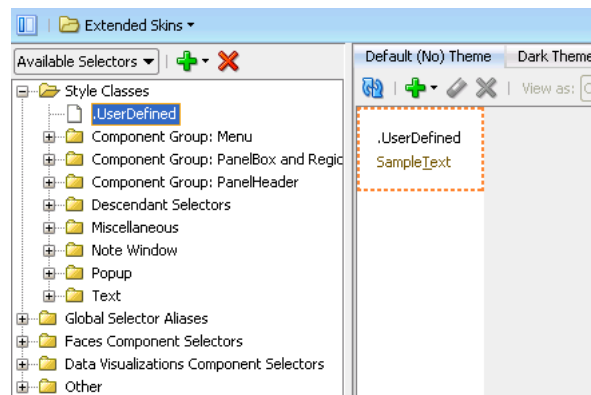 Extended Skins
Available Selectors
Style Classes
.UserDefined
Component Group: Menu
Component Group: PanelBox and Regic
Component Group: PanelHeader
Descendant Selectors
Miscellaneous
Note Window
Popup
Text
Global Selector Aliases
Faces Component Selectors
Data Visualizations Component Selectors
Other
Default (No) Theme Dark Theme
View as:
.UserDefined
SampleText